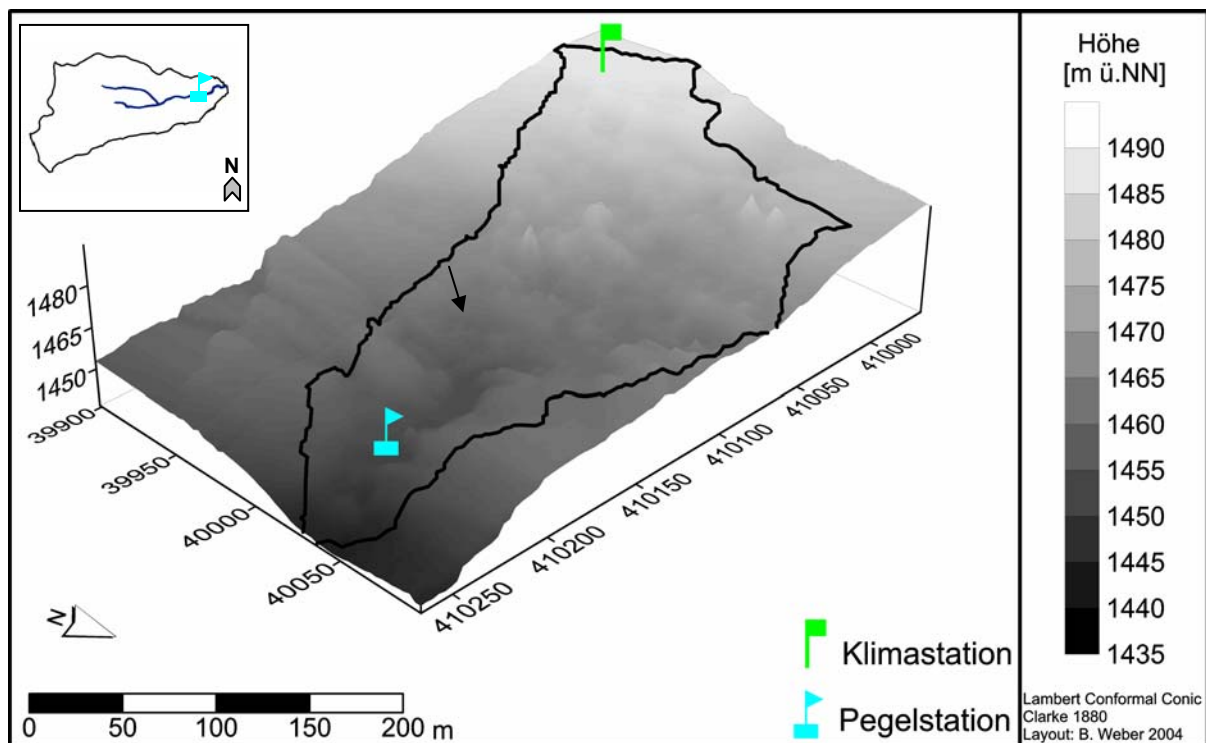 N
Höhe
[m ü.NN]
1490
1485
1480
1475
1470
1465
1460
1455
1450
1445
1440
1435
1480
1465
1450
39900
39950
40000
40050
410250
410200
410150
410100
410050
410000
N
0 50 100 150 200 m
Klimastation
Pegelstation
Lambert Conformal Conic
Clarke 1880
Layout: B. Weber 2004